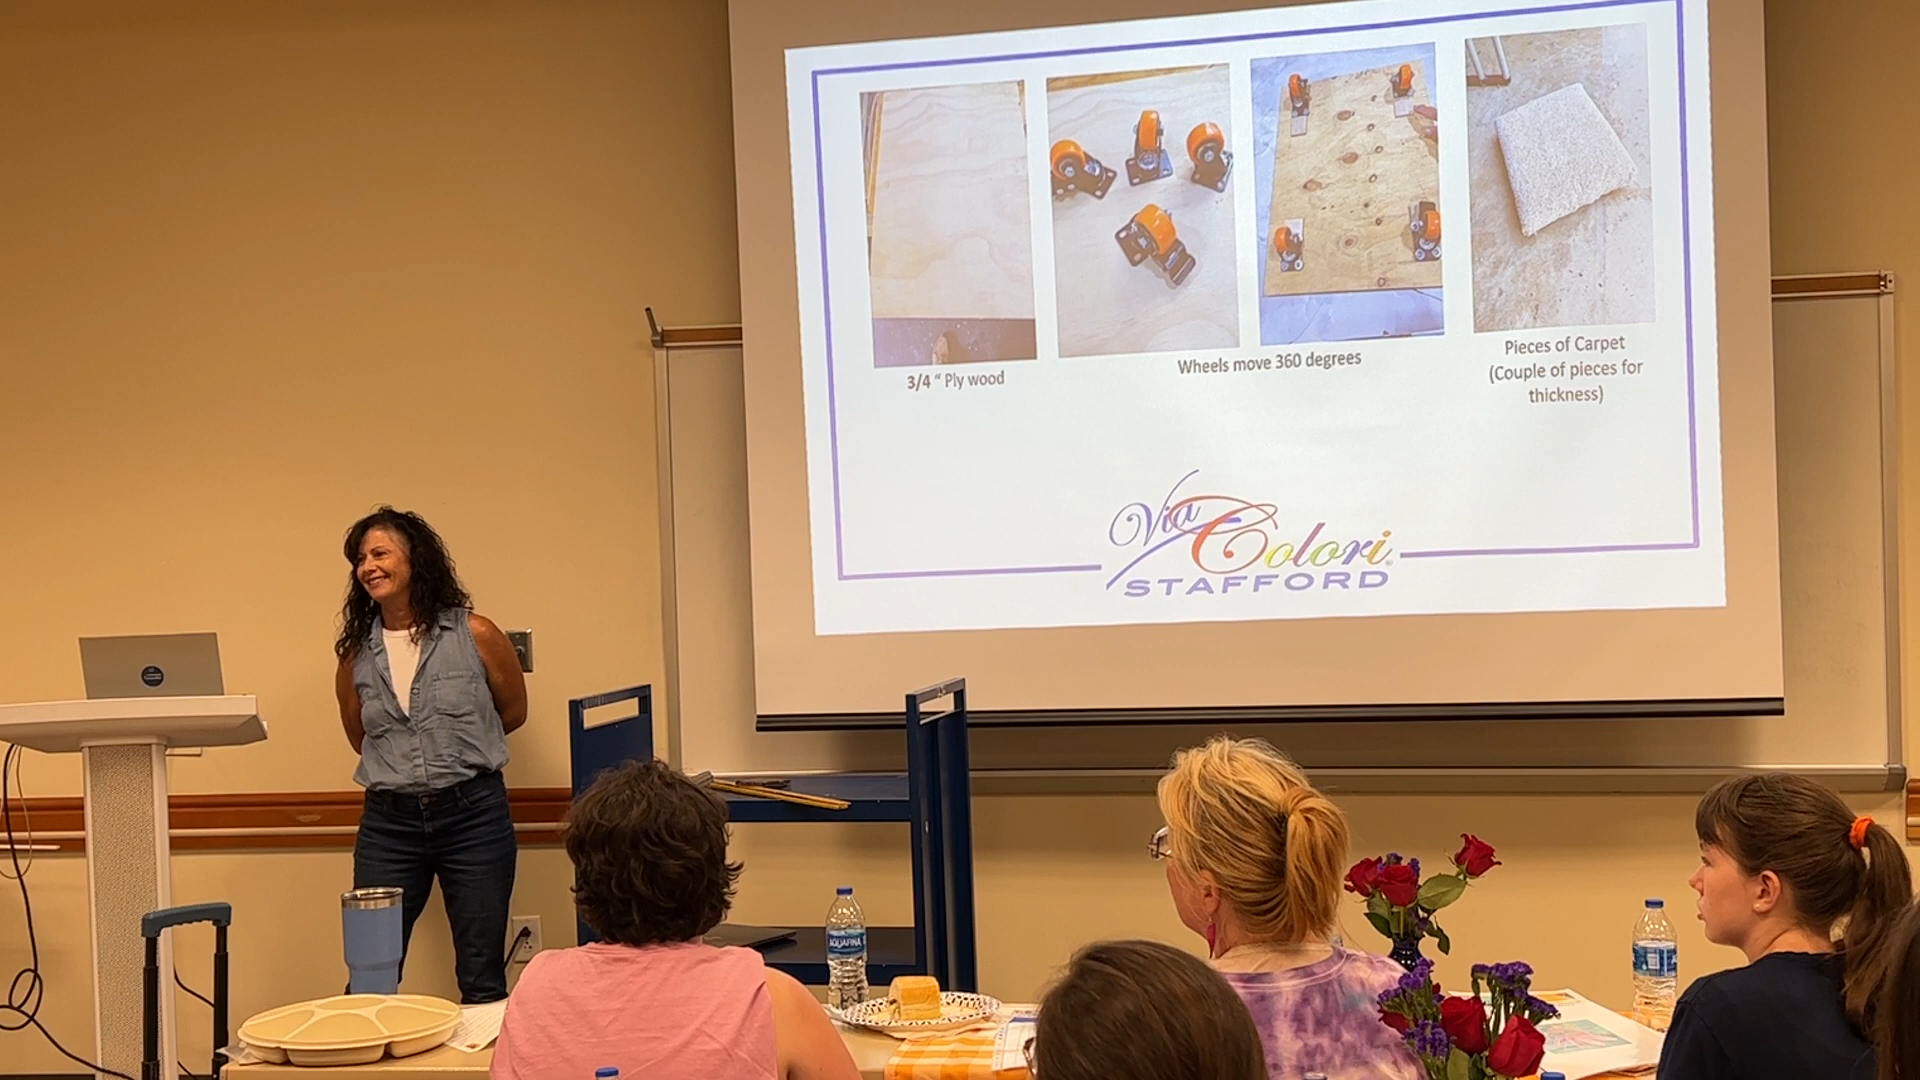 3/4 " Ply wood
Wheels move 360 degrees
Pieces of Carpet
(Couple of pieces for
thickness)
Via Colori®
STAFFORD
AQUAFINA